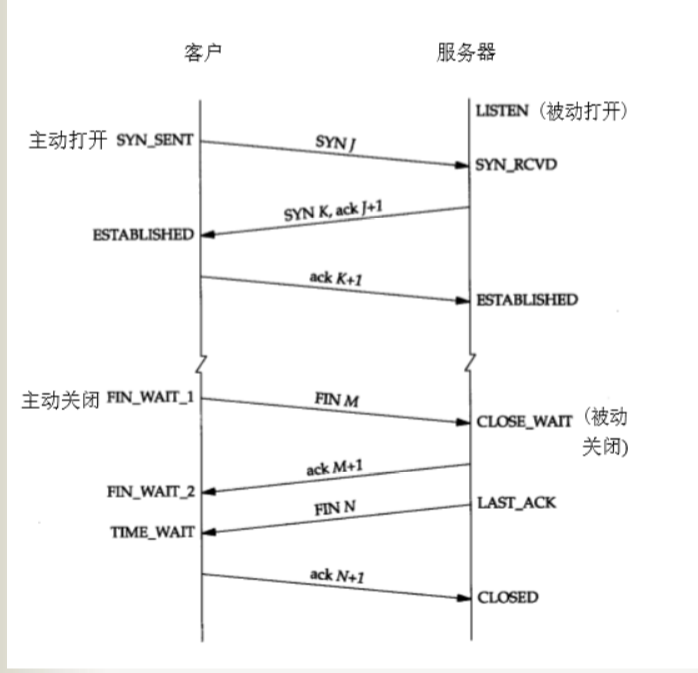 客户
服务器
LISTEN (被动打开)
主动打开 SYN_SENT
SYN J
SYN_RCVD
SYN K, ack J+1
ESTABLISHED
ack K+1
ESTABLISHED
主动关闭 FIN_WAIT_1
FIN M
CLOSE_WAIT (被动
关闭)
ack M+1
FIN_WAIT_2
FIN N
LAST_ACK
TIME_WAIT
ack N+1
CLOSED